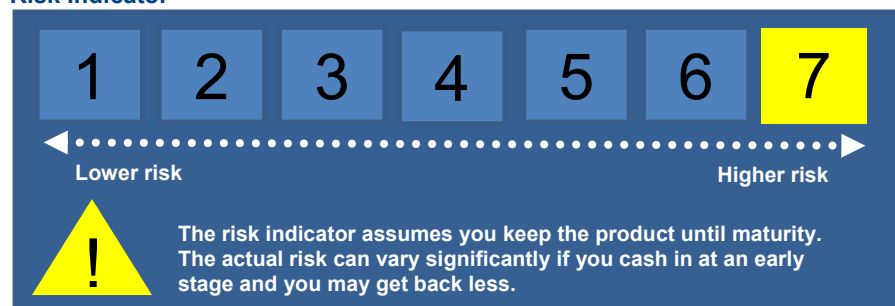 Risk Indicator
1 2 3 4 5 6 7
Lower risk Higher risk
! The risk indicator assumes you keep the product until maturity.
The actual risk can vary significantly if you cash in at an early
stage and you may get back less.